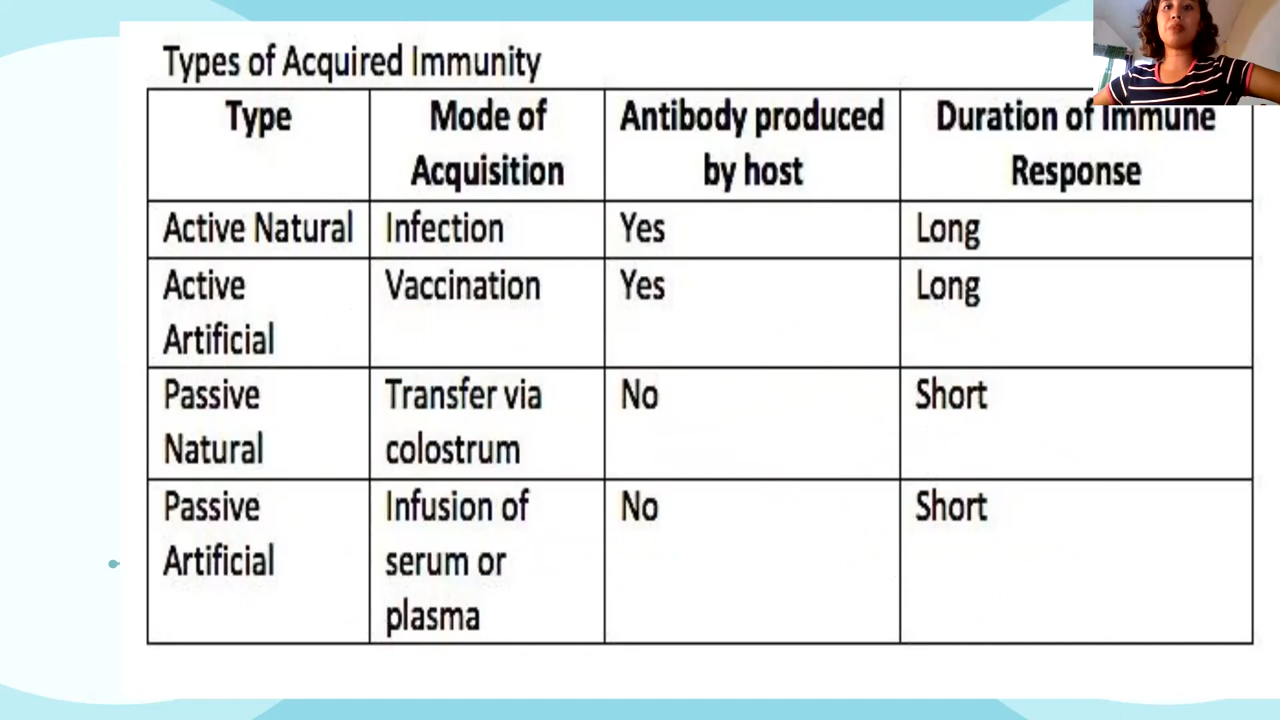 Types of Acquired Immunity
Type
Mode of
Acquisition
Antibody produced
by host
Duration of Immune
Response
Active Natural
Infection
Yes
Long
Active
Artificial
Vaccination
Yes
Long
Passive
Natural
Transfer via
colostrum
No
Short
Passive
Artificial
Infusion of
serum or
plasma
No
Short